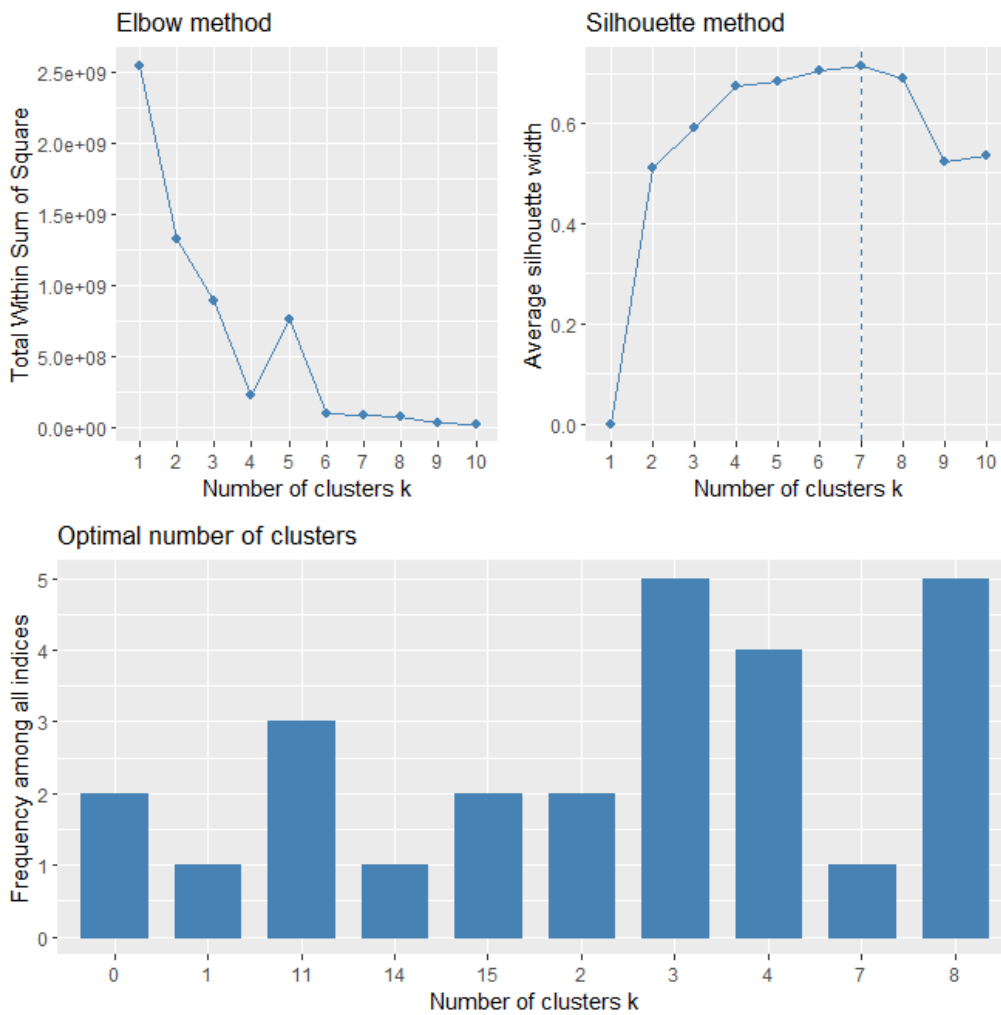 Elbow method
Total Within Sum of Square
2.5e+09
2.0e+09
1.5e+09
1.0e+09
5.0e+08
0.0e+00
1 2 3 4 5 6 7 8 9 10
Number of clusters k
Silhouette method
Average silhouette width
0.6
0.4
0.2
0.0
1 2 3 4 5 6 7 8 9 10
Number of clusters k
Optimal number of clusters
Frequency among all indices
5
4
3
2
1
0
0 1 11 14 15 2 3 4 7 8
Number of clusters k